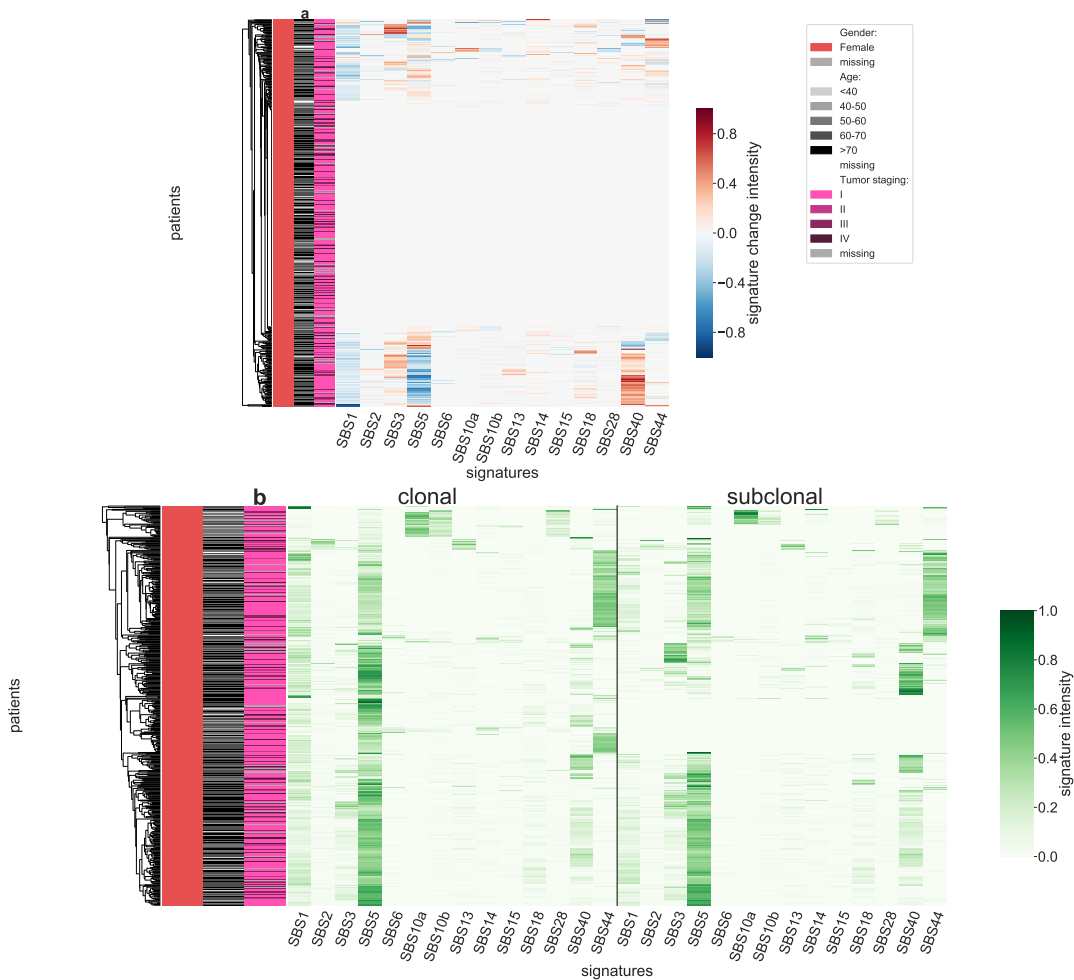 a
patients
SBS1
SBS2
SBS3
SBS5
SBS6
SBS10a
SBS10b
SBS13
SBS14
SBS15
SBS18
SBS28
SBS40
SBS44
signatures
0.8
0.4
0.0
−0.4
−0.8
signature change intensity
Gender:
Female
missing
Age:
<40
40-50
50-60
60-70
>70
missing
Tumor staging:
I
II
III
IV
missing
b
clonal
subclonal
patients
SBS1
SBS2
SBS3
SBS5
SBS6
SBS10a
SBS10b
SBS13
SBS14
SBS15
SBS18
SBS28
SBS40
SBS44
SBS1
SBS2
SBS3
SBS5
SBS6
SBS10a
SBS10b
SBS13
SBS14
SBS15
SBS18
SBS28
SBS40
SBS44
signatures
1.0
0.8
0.6
0.4
0.2
0.0
signature intensity